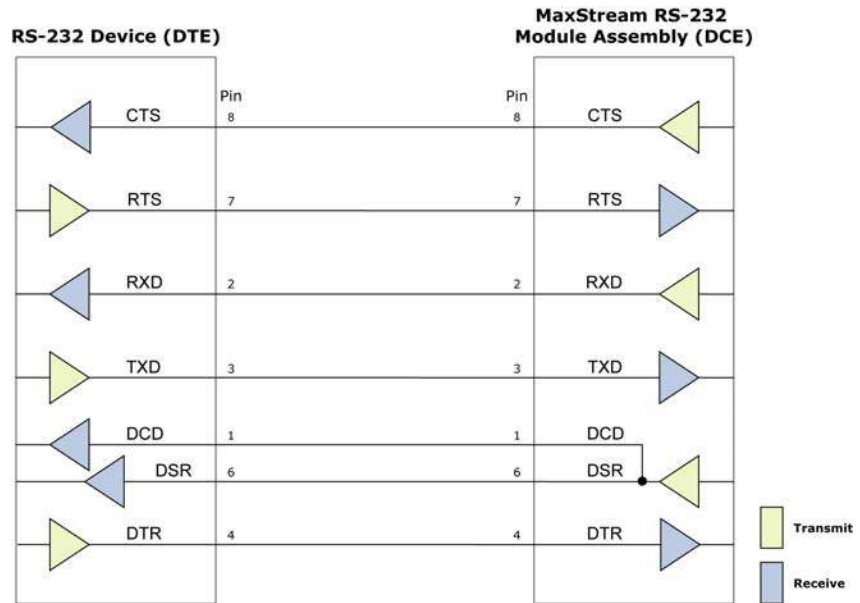 MaxStream RS-232
RS-232 Device (DTE) Module Assembly (DCE)
Pin Pin
CTS 8 8 CTS
RTS 7 7 RTS
RXD 2 2 RXD
TXD 3 3 TXD
DCD 1 1 DCD
DSR 6 6 DSR
DTR 4 4 DTR
Transmit
Receive